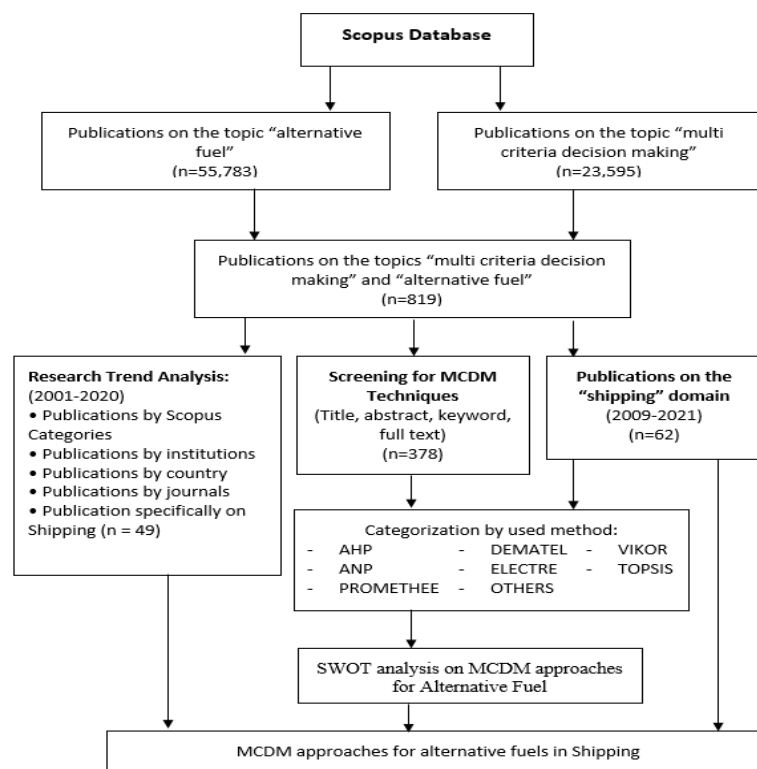 Scopus Database
Publications on the topic “alternative
fuel”
(n=55,783)
Publications on the topic “multi
criteria decision making”
(n=23,595)
Publications on the topics “multi criteria decision
making” and “alternative fuel”
(n=819)
Research Trend Analysis:
(2001-2020)
• Publications by Scopus
Categories
• Publications by institutions
• Publications by country
• Publications by journals
• Publication specifically on
Shipping (n = 49)
Screening for MCDM
Techniques
(Title, abstract, keyword,
full text)
(n=378)
Publications on the
“shipping” domain
(2009-2021)
(n=62)
Categorization by used method:
- AHP - DEMATEL - VIKOR
- ANP - ELECTRE - TOPSIS
- PROMETHEE - OTHERS
SWOT analysis on MCDM approaches
for Alternative Fuel
MCDM approaches for alternative fuels in Shipping